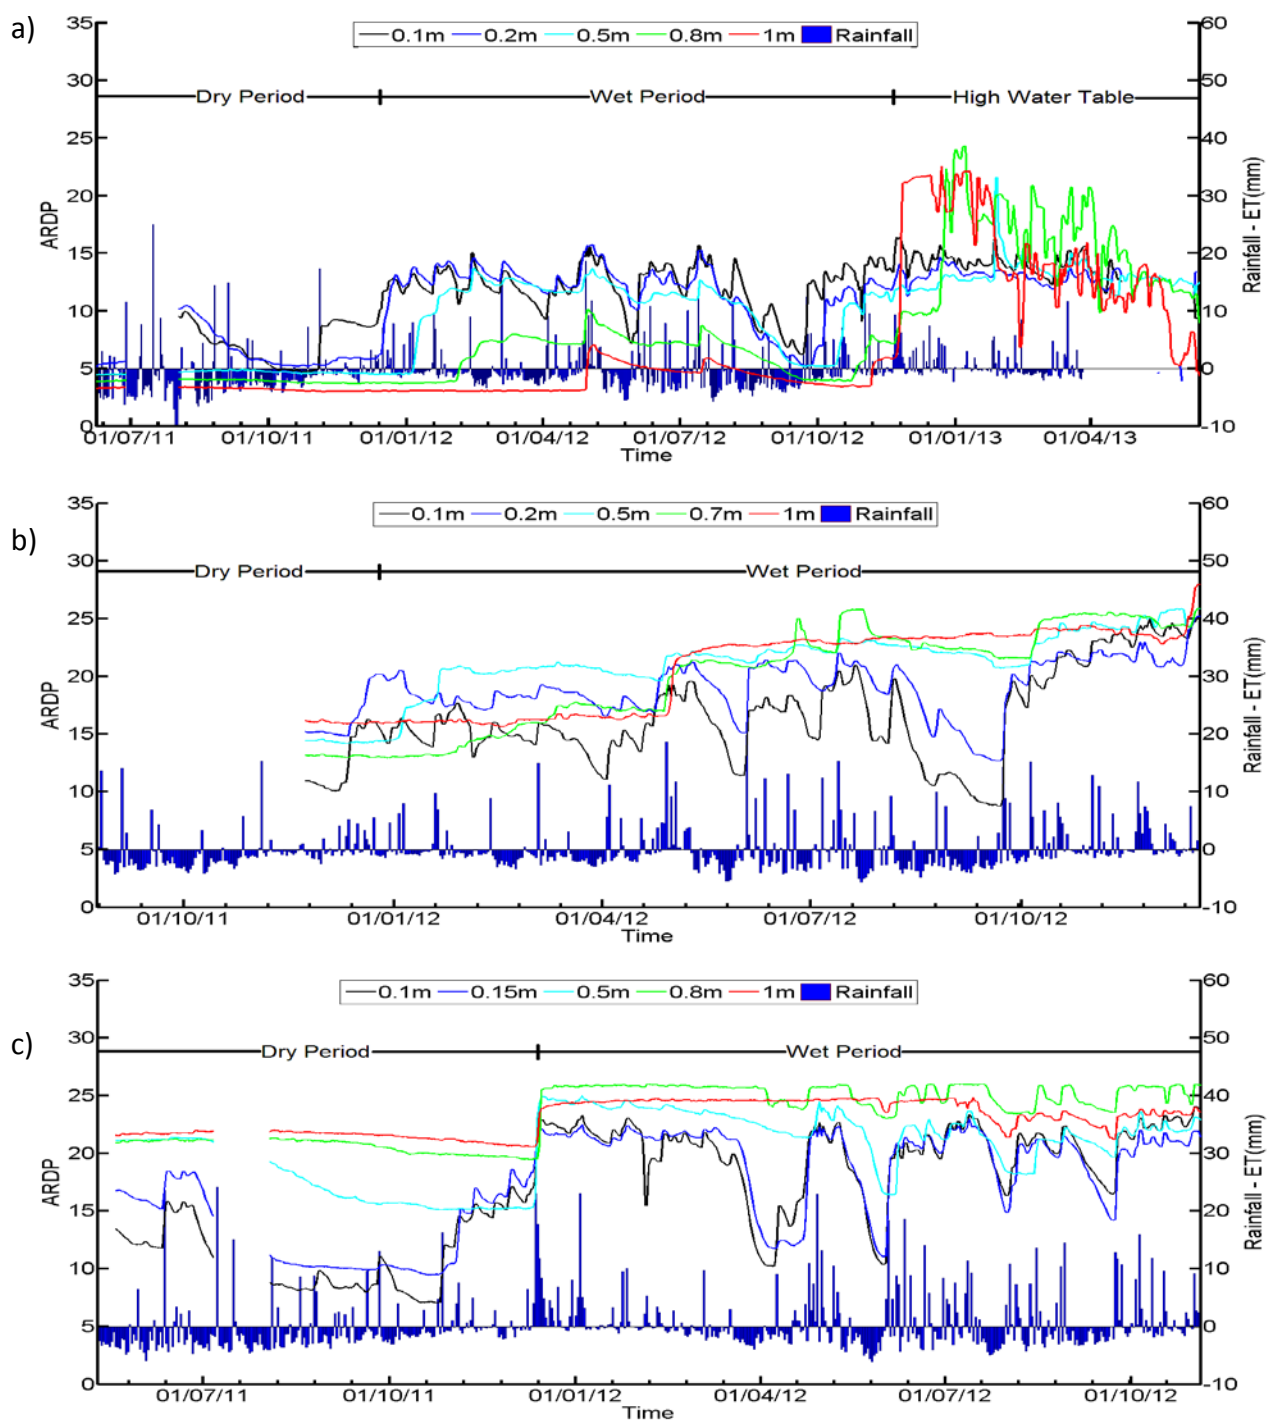 a)
0.1m 0.2m 0.5m 0.8m 1m Rainfall
Dry Period Wet Period High Water Table
35 30 25 20 15 10 5 0
ARDP
60 50 40 30 20 10 0 -10
Rainfall - ET(mm)
01/07/11 01/10/11 01/01/12 01/04/12 01/07/12 01/10/12 01/01/13 01/04/13
Time
b)
0.1m 0.2m 0.5m 0.7m 1m Rainfall
Dry Period Wet Period
35 30 25 20 15 10 5 0
ARDP
60 50 40 30 20 10 0 -10
Rainfall - ET(mm)
01/10/11 01/01/12 01/04/12 01/07/12 01/10/12
Time
c)
0.1m 0.15m 0.5m 0.8m 1m Rainfall
Dry Period Wet Period
35 30 25 20 15 10 5 0
ARDP
60 50 40 30 20 10 0 -10
Rainfall - ET(mm)
01/07/11 01/10/11 01/01/12 01/04/12 01/07/12 01/10/12
Time